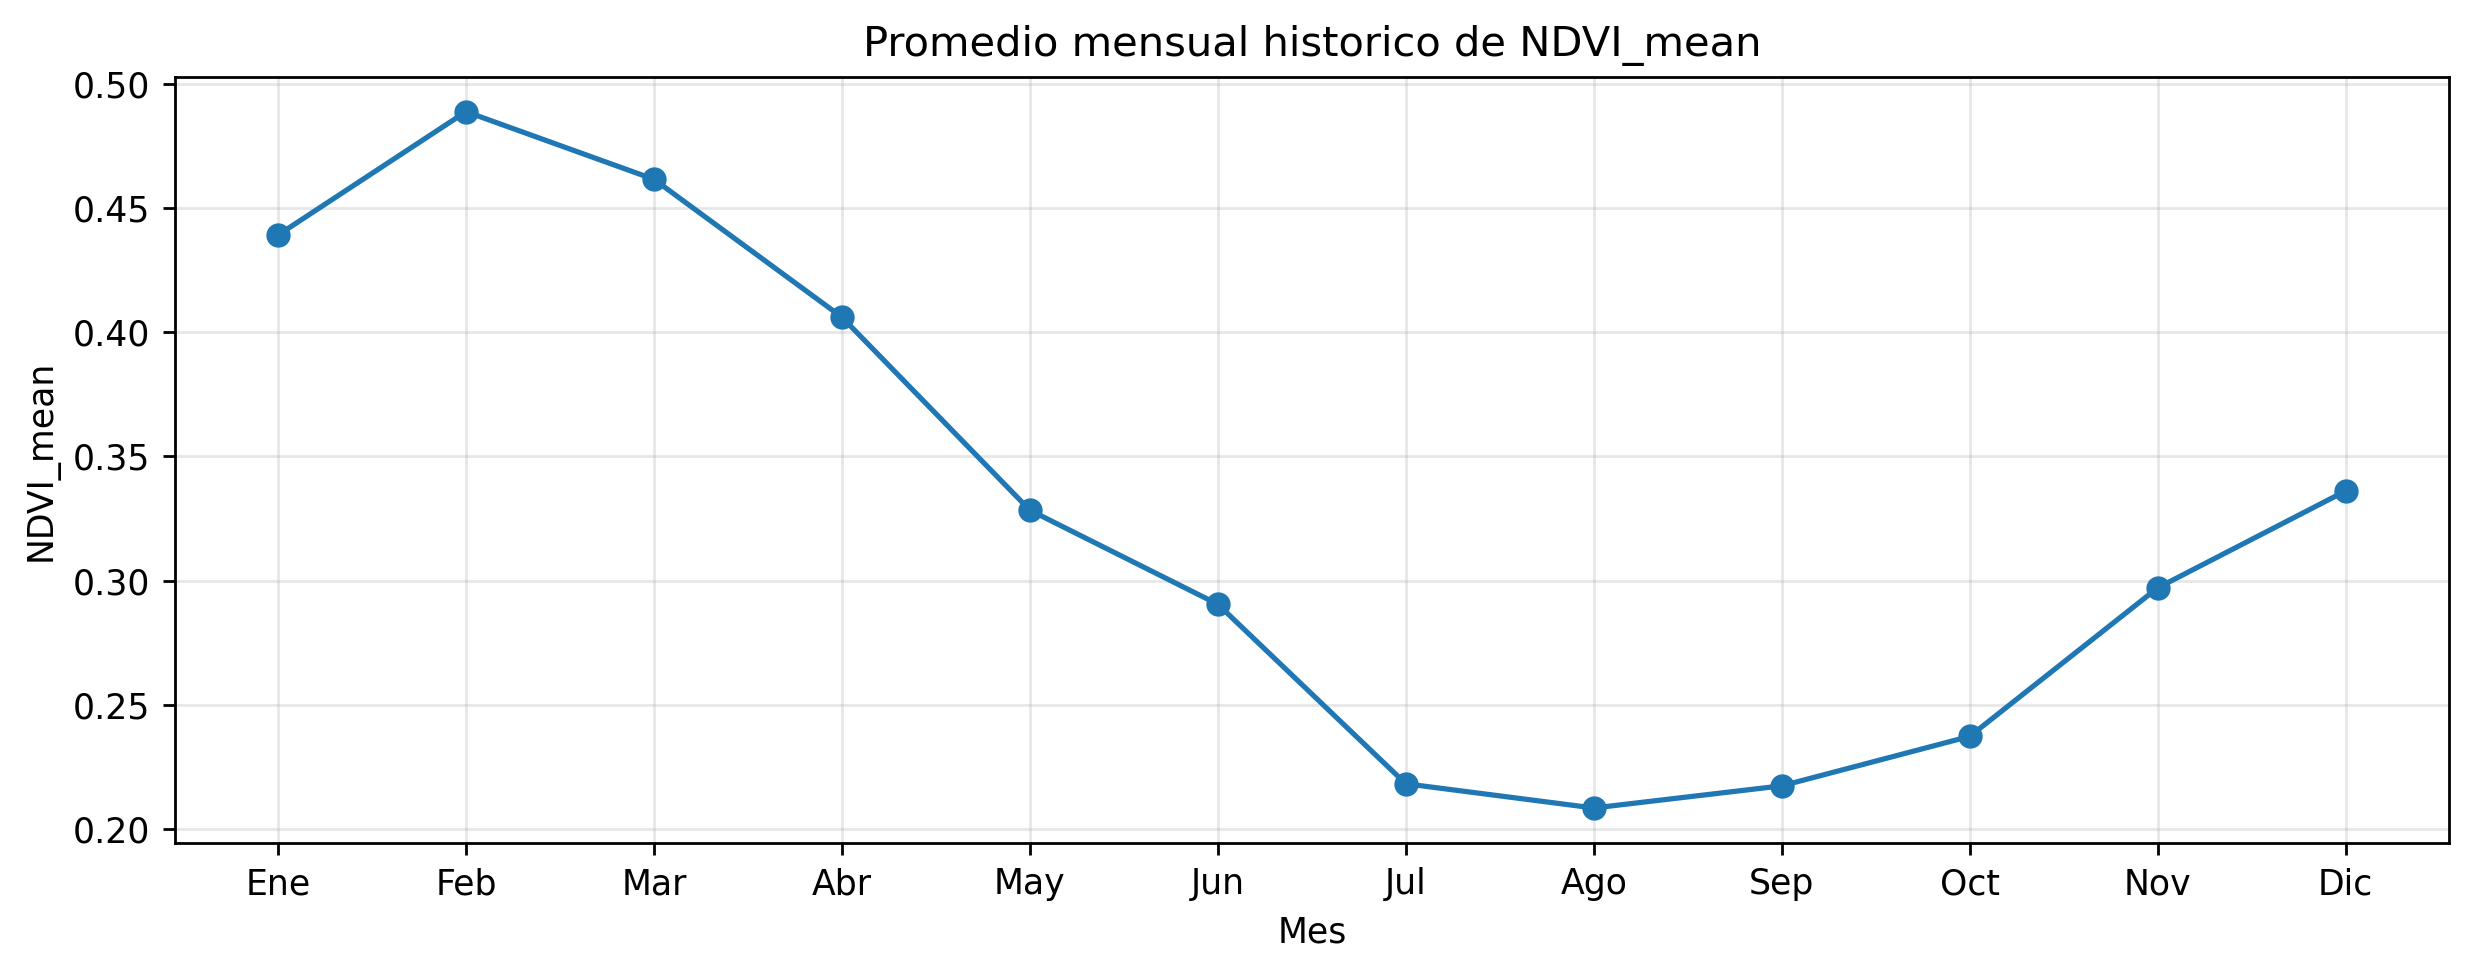 Promedio mensual historico de NDVI_mean
NDVI_mean
0.50
0.45
0.40
0.35
0.30
0.25
0.20
Ene Feb Mar Abr May Jun Jul Ago Sep Oct Nov Dic
Mes